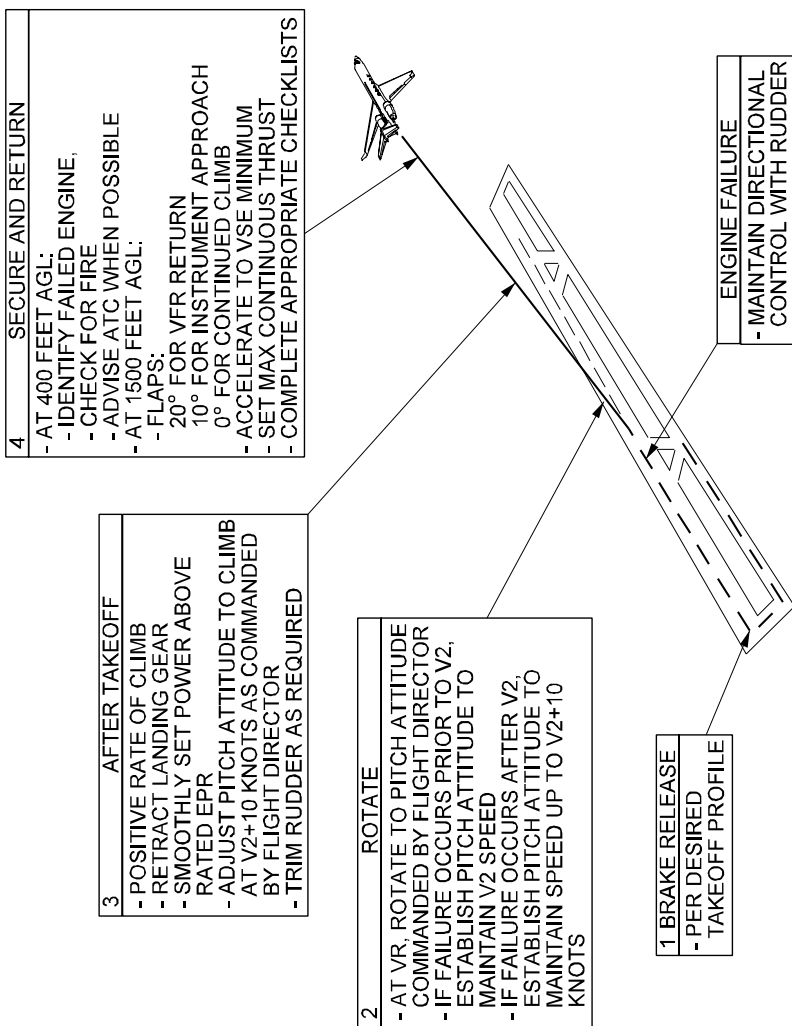 1 BRAKE RELEASE
- PER DESIRED
TAKEOFF PROFILE
ENGINE FAILURE
- MAINTAIN DIRECTIONAL
CONTROL WITH RUDDER
2 ROTATE
- AT VR, ROTATE TO PITCH ATTITUDE
COMMANDED BY FLIGHT DIRECTOR
- IF FAILURE OCCURS PRIOR TO V2,
ESTABLISH PITCH ATTITUDE TO
MAINTAIN V2 SPEED
- IF FAILURE OCCURS AFTER V2,
ESTABLISH PITCH ATTITUDE TO
MAINTAIN SPEED UP TO V2+10
KNOTS
3 AFTER TAKEOFF
- POSITIVE RATE OF CLIMB
- RETRACT LANDING GEAR
- SMOOTHLY SET POWER ABOVE
RATED EPR
- ADJUST PITCH ATTITUDE TO CLIMB
AT V2+10 KNOTS AS COMMANDED
BY FLIGHT DIRECTOR
- TRIM RUDDER AS REQUIRED
4 SECURE AND RETURN
- AT 400 FEET AGL:
- IDENTIFY FAILED ENGINE,
- CHECK FOR FIRE
- ADVISE ATC WHEN POSSIBLE
- AT 1500 FEET AGL:
- FLAPS:
20° FOR VFR RETURN
10° FOR INSTRUMENT APPROACH
0° FOR CONTINUED CLIMB
- ACCELERATE TO VSE MINIMUM
- SET MAX CONTINUOUS THRUST
- COMPLETE APPROPRIATE CHECKLISTS